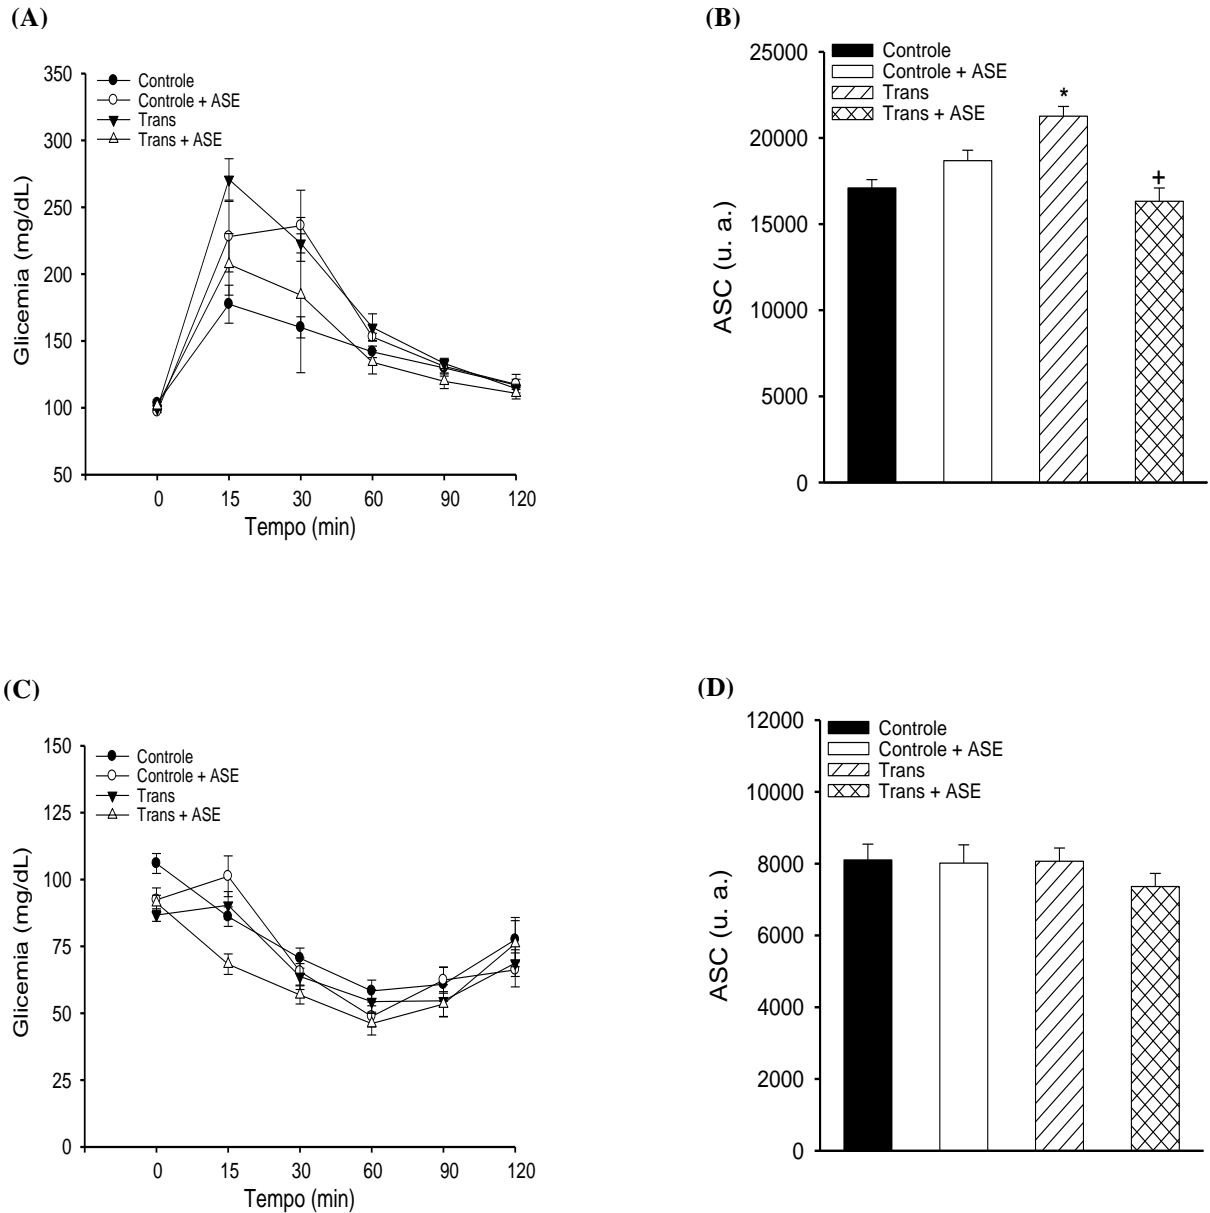 (A)
350
300
250
200
150
100
50
Glicemia (mg/dL)
Controle
Controle + ASE
Trans
Trans + ASE
0 15 30 60 90 120
Tempo (min)
(B)
25000
20000
15000
10000
5000
0
ASC (u. a.)
Controle
Controle + ASE
Trans
Trans + ASE
*
+
(C)
150
125
100
75
50
25
0
Glicemia (mg/dL)
Controle
Controle + ASE
Trans
Trans + ASE
0 15 30 60 90 120
Tempo (min)
(D)
12000
10000
8000
6000
4000
2000
0
ASC (u. a.)
Controle
Controle + ASE
Trans
Trans + ASE